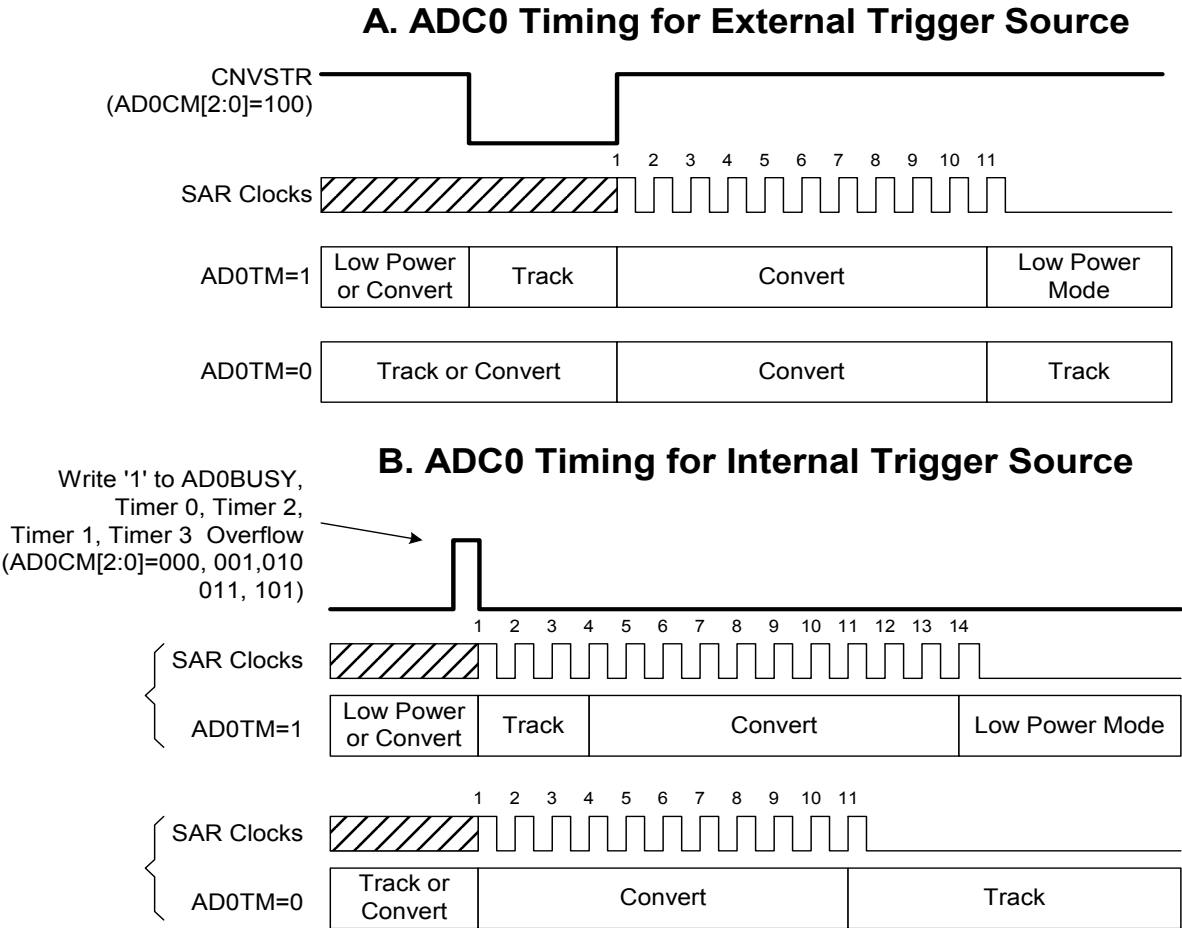 A. ADC0 Timing for External Trigger Source
CNVSTR
(AD0CM[2:0]=100)
1 2 3 4 5 6 7 8 9 10 11
SAR Clocks
AD0TM=1
Low Power
or Convert
Track
Convert
Low Power
Mode
AD0TM=0
Track or Convert
Convert
Track
B. ADC0 Timing for Internal Trigger Source
Write '1' to AD0BUSY,
Timer 0, Timer 2,
Timer 1, Timer 3 Overflow
(AD0CM[2:0]=000, 001,010
011, 101)
1 2 3 4 5 6 7 8 9 10 11 12 13 14
SAR Clocks
AD0TM=1
Low Power
or Convert
Track
Convert
Low Power Mode
1 2 3 4 5 6 7 8 9 10 11
SAR Clocks
AD0TM=0
Track or
Convert
Convert
Track